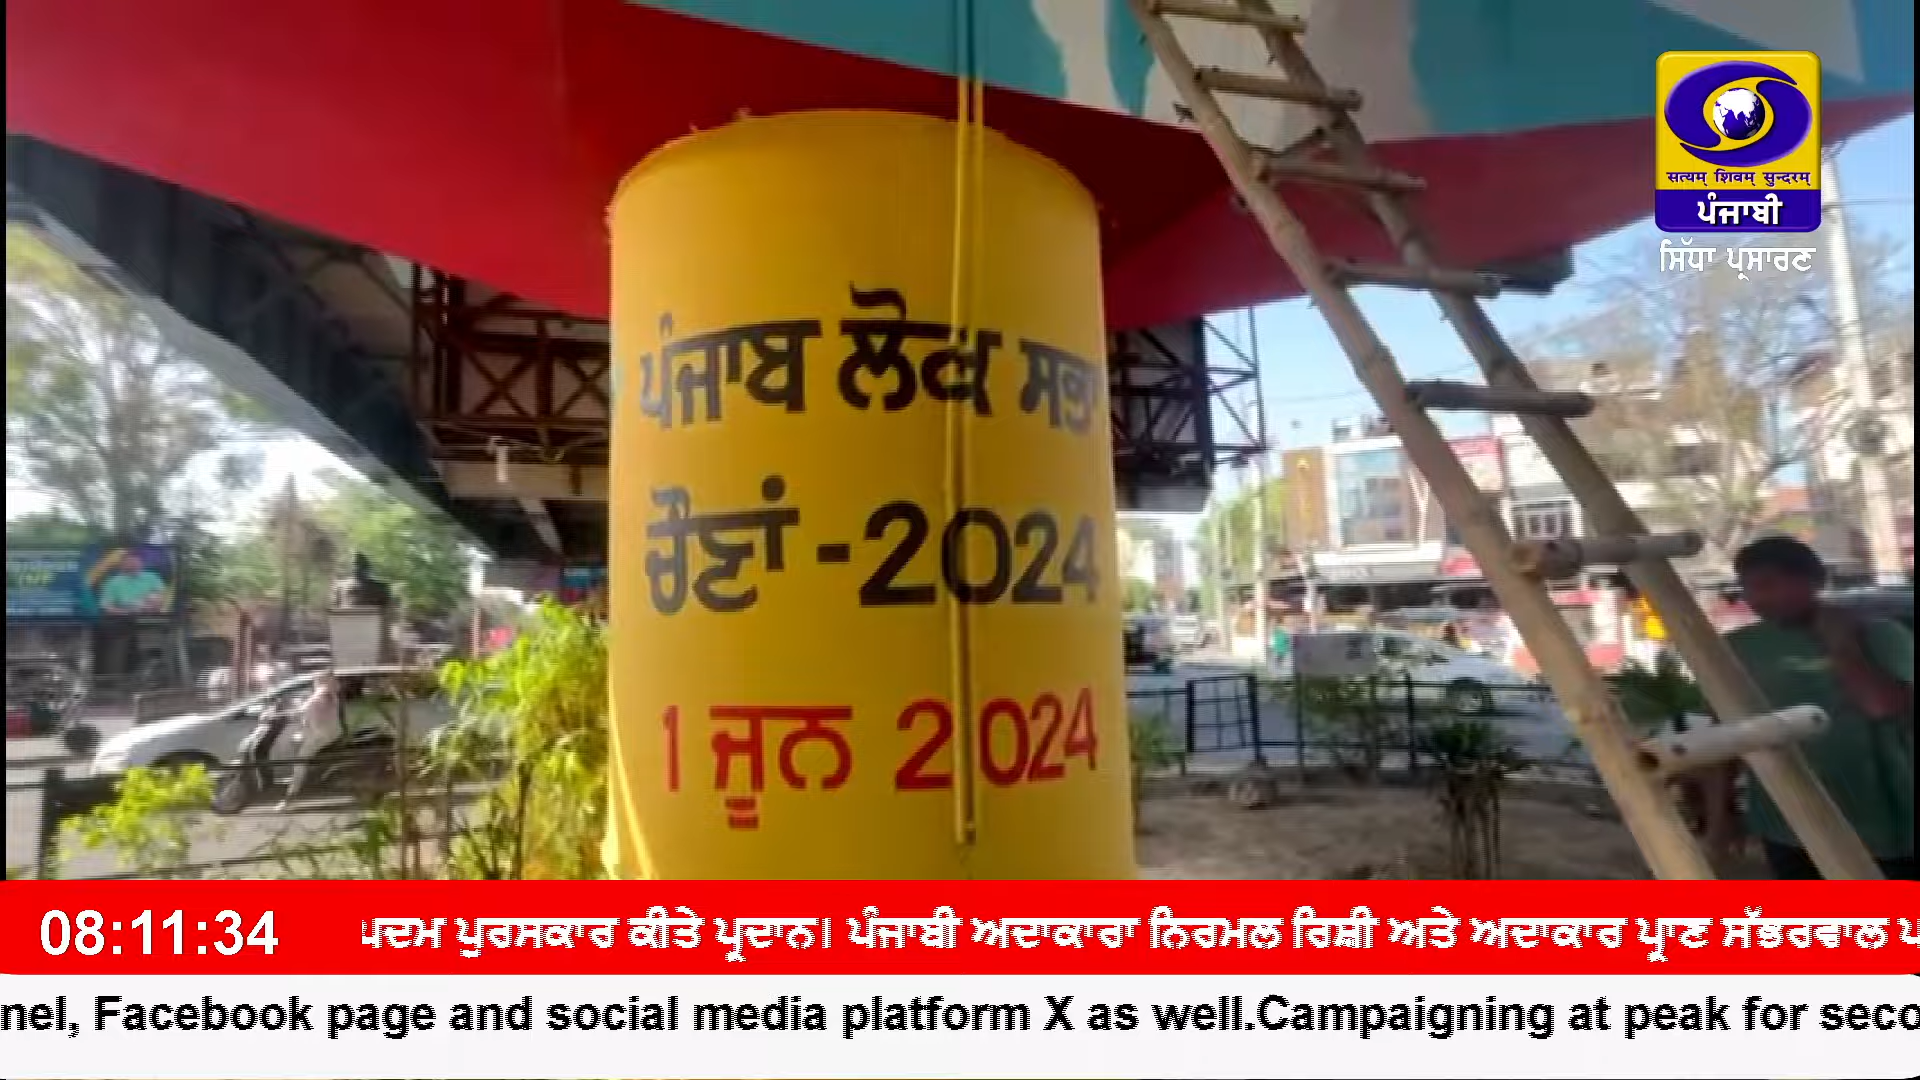 सत्यम् शिवम् सुन्दरम्
ਪੰਜਾਬੀ
ਸਿੱਧਾ ਪ੍ਰਸਾਰਣ
ਪੰਜਾਬ ਲੋਕ ਸਭਾ
ਚੌਣਾਂ -2024
1 ਜੂਨ 2024
08:11:34
ਪਦਮ ਪੁਰਸਕਾਰ ਕੀਤੇ ਪ੍ਰਦਾਨ। ਪੰਜਾਬੀ ਅਦਾਕਾਰਾ ਨਿਰਮਲ ਰਿਸ਼ੀ ਅਤੇ ਅਦਾਕਾਰ ਪ੍ਰਾਣ ਸੱਭਰਵਾਲ ਪ
nel, Facebook page and social media platform X as well.Campaigning at peak for seco